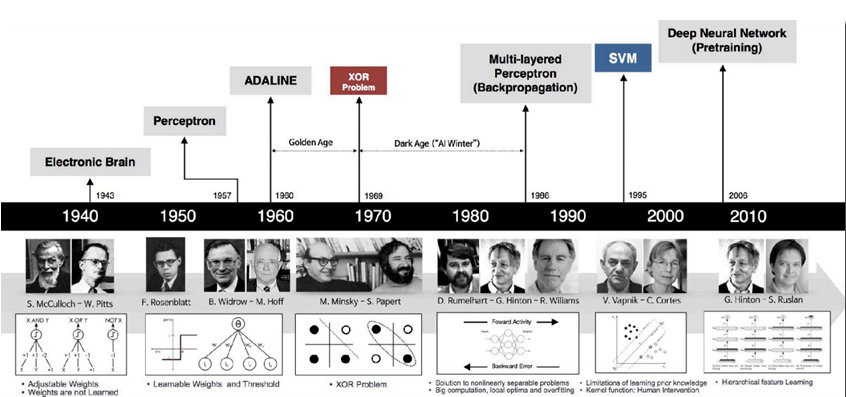 Deep Neural Network
(Pretraining)
Multi-layered
Perceptron
(Backpropagation)
SVM
ADALINE
XOR
Problem
Perceptron
Golden Age
Dark Age ("AI Winter")
Electronic Brain
1943
1957
1960
1969
1986
1995
2006
1940
1950
1960
1970
1980
1990
2000
2010
S. McCulloch – W. Pitts
F. Rosenblatt
B. Widrow – M. Hoff
M. Minsky – S. Papert
D. Rumelhart – G. Hinton – R. Wiliams
V. Vapnik – C. Cortes
G. Hinton – S. Ruslan
X AND Y
X OR Y
NOT X
Foward Activity
Backward Error
• Adjustable Weights
• Weights are not Learned
• Learnable Weights and Threshold
• XOR Problem
• Solution to nonlinearly separable problems
• Big computation, local optima and overfitting
• Limitations of learning prior knowledge
• Kernel function: Human Intervention
• Hierarchical feature Learning